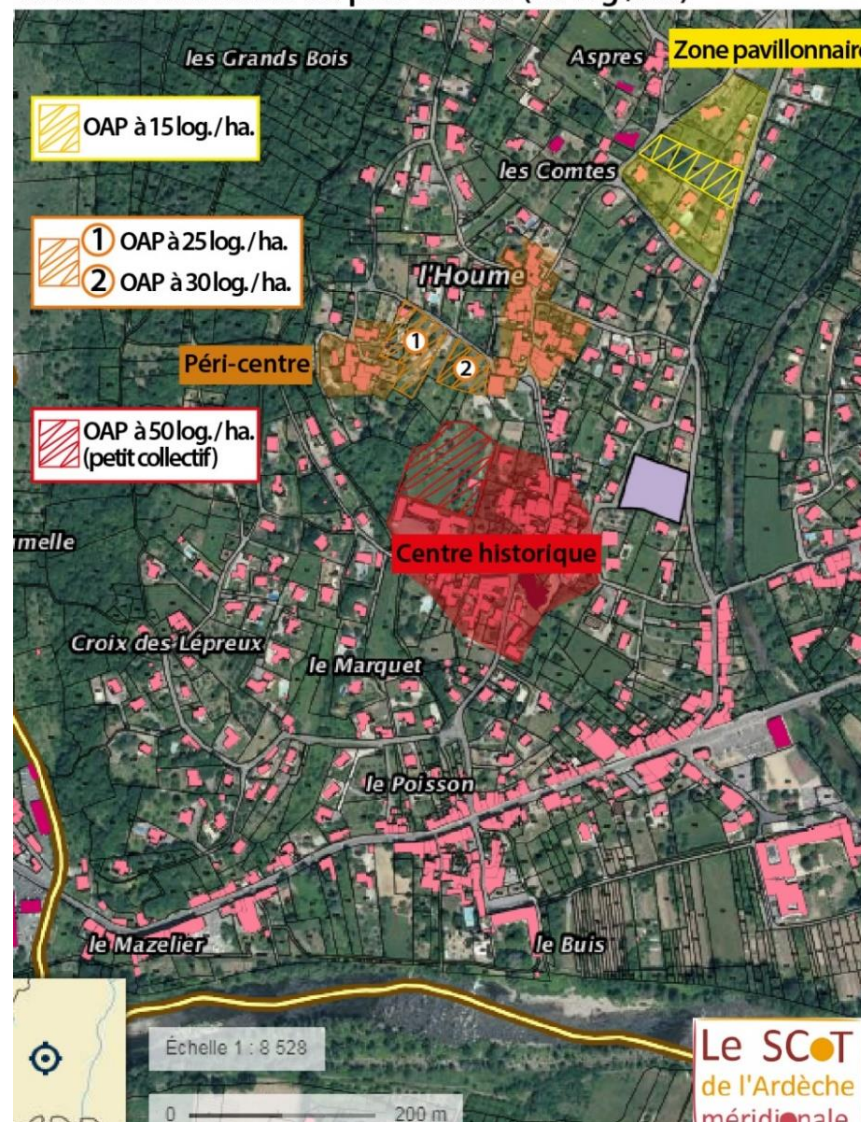 les Grands Bois
Aspres
Zone pavillonnaire
OAP à 15 log. / ha.
les Comtes
1 OAP à 25 log. / ha.
2 OAP à 30 log. / ha.
l'Houme
1
2
Péri-centre
OAP à 50 log. / ha.
(petit collectif)
Centre historique
umelle
Croix des Lépreux
le Marquet
le Poisson
le Mazelier
le Buis
Échelle 1 : 8 528
0 200 m
Le SCoT
de l'Ardèche
méridionale